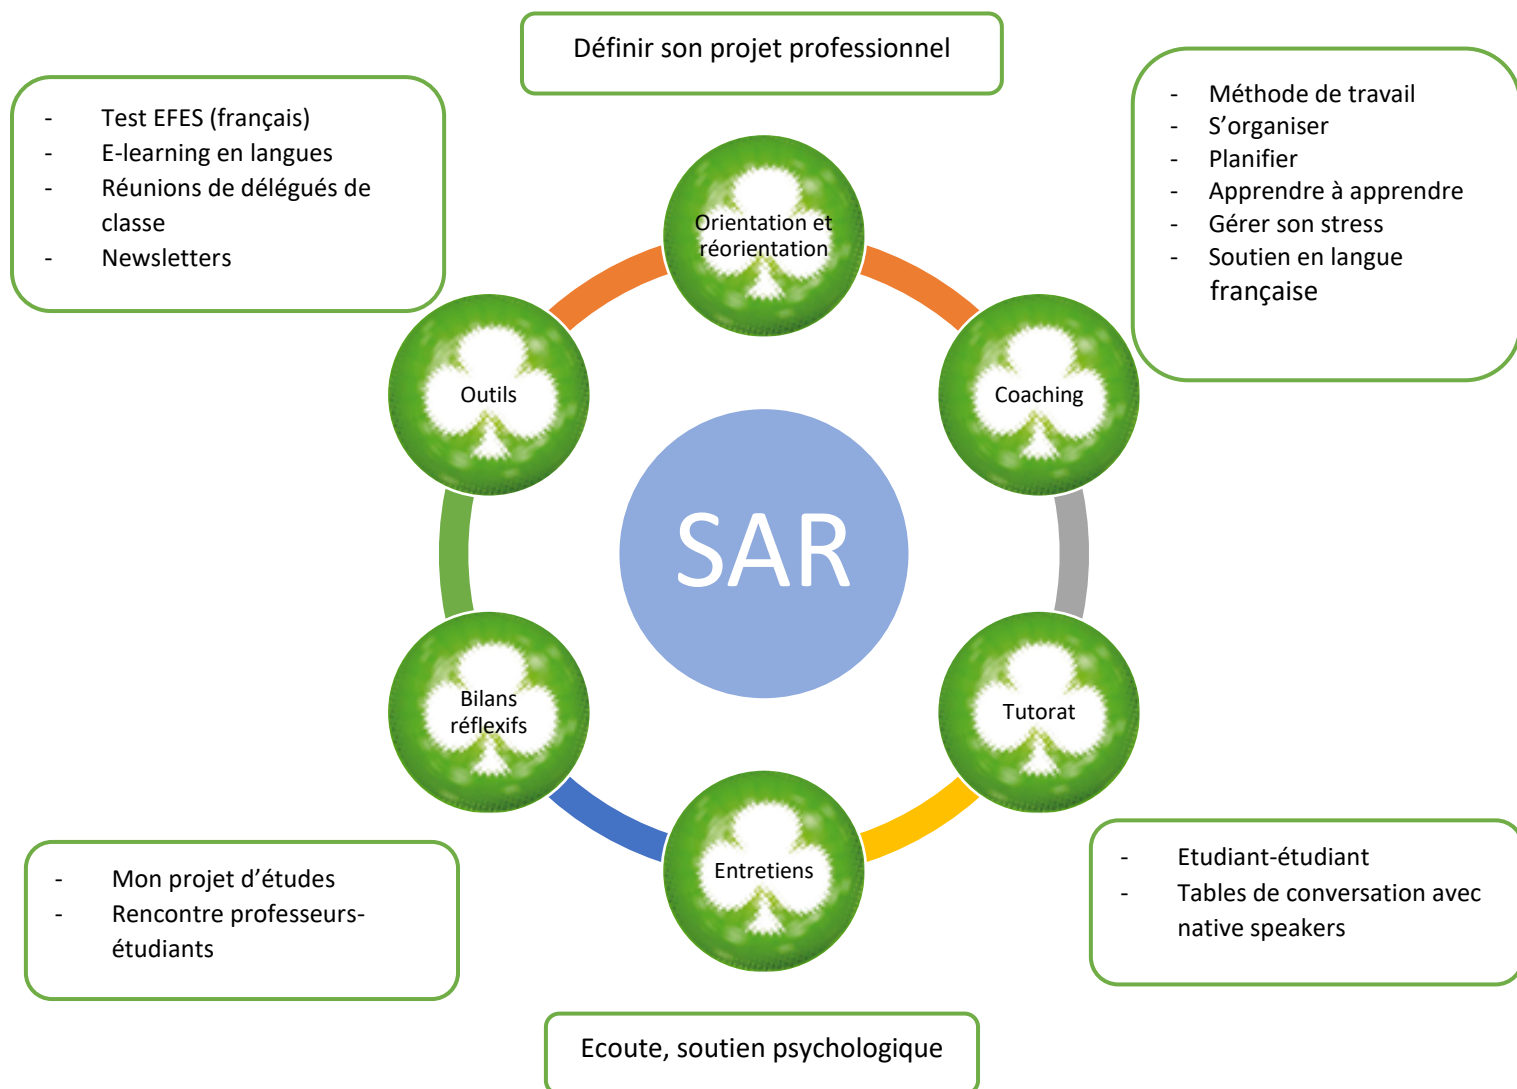 Définir son projet professionnel
- Test EFES (français)
- E-learning en langues
- Réunions de délégués de
classe
- Newsletters
- Méthode de travail
- S’organiser
- Planifier
- Apprendre à apprendre
- Gérer son stress
- Soutien en langue
française
Orientation et
réorientation
Outils
Coaching
SAR
Bilans
réflexifs
Tutorat
Entretiens
- Mon projet d’études
- Rencontre professeurs-
étudiants
- Etudiant-étudiant
- Tables de conversation avec
native speakers
Ecoute, soutien psychologique